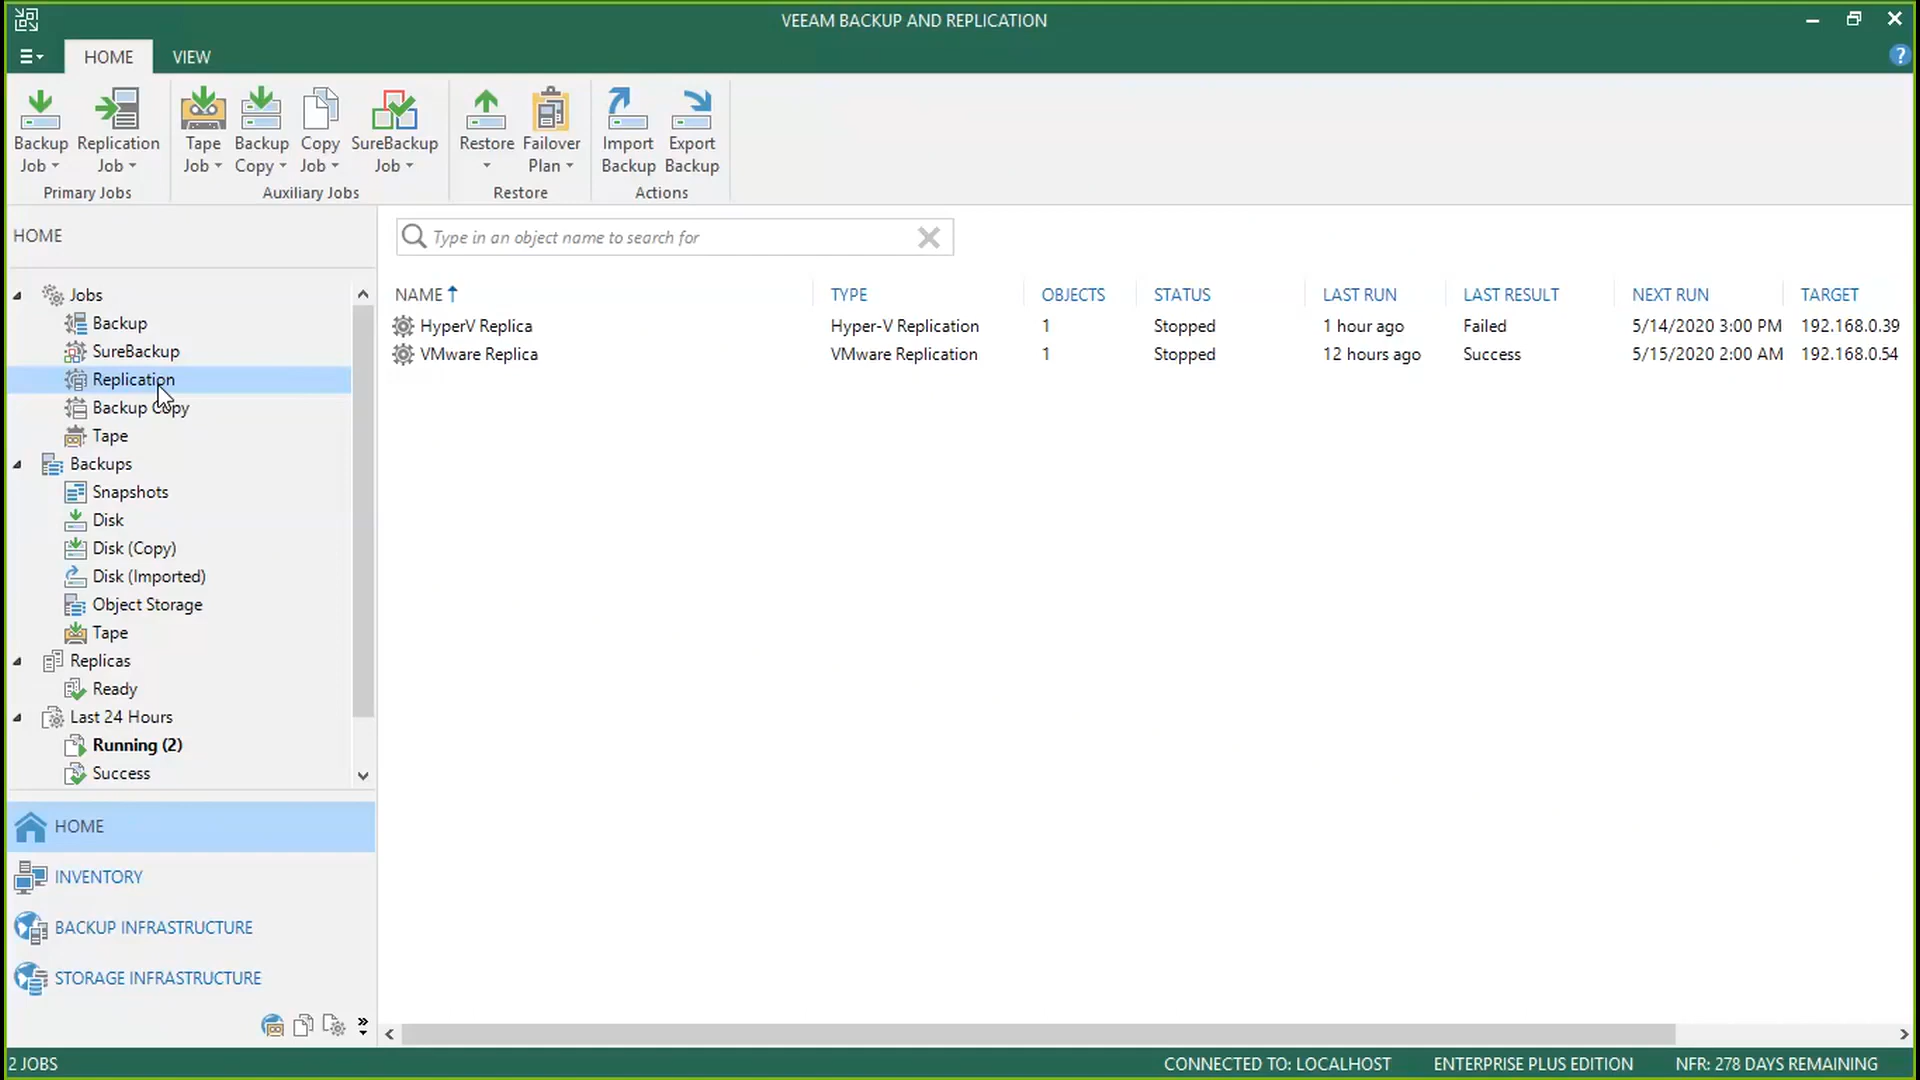 VEEAM BACKUP AND REPLICATION
HOME VIEW
?
Backup Job
Replication Job
Tape Job
Backup Copy
Copy Job
SureBackup Job
Restore
Failover Plan
Import Backup
Export Backup
Primary Jobs Auxiliary Jobs Restore Actions
HOME
Type in an object name to search for
Jobs
Backup
SureBackup
Replication
Backup Copy
Tape
Backups
Snapshots
Disk
Disk (Copy)
Disk (Imported)
Object Storage
Tape
Replicas
Ready
Last 24 Hours
Running (2)
Success
HOME
INVENTORY
BACKUP INFRASTRUCTURE
STORAGE INFRASTRUCTURE
NAME TYPE OBJECTS STATUS LAST RUN LAST RESULT NEXT RUN TARGET
HyperV Replica Hyper-V Replication 1 Stopped 1 hour ago Failed 5/14/2020 3:00 PM 192.168.0.39
VMware Replica VMware Replication 1 Stopped 12 hours ago Success 5/15/2020 2:00 AM 192.168.0.54
2 JOBS CONNECTED TO: LOCALHOST ENTERPRISE PLUS EDITION NFR: 278 DAYS REMAINING